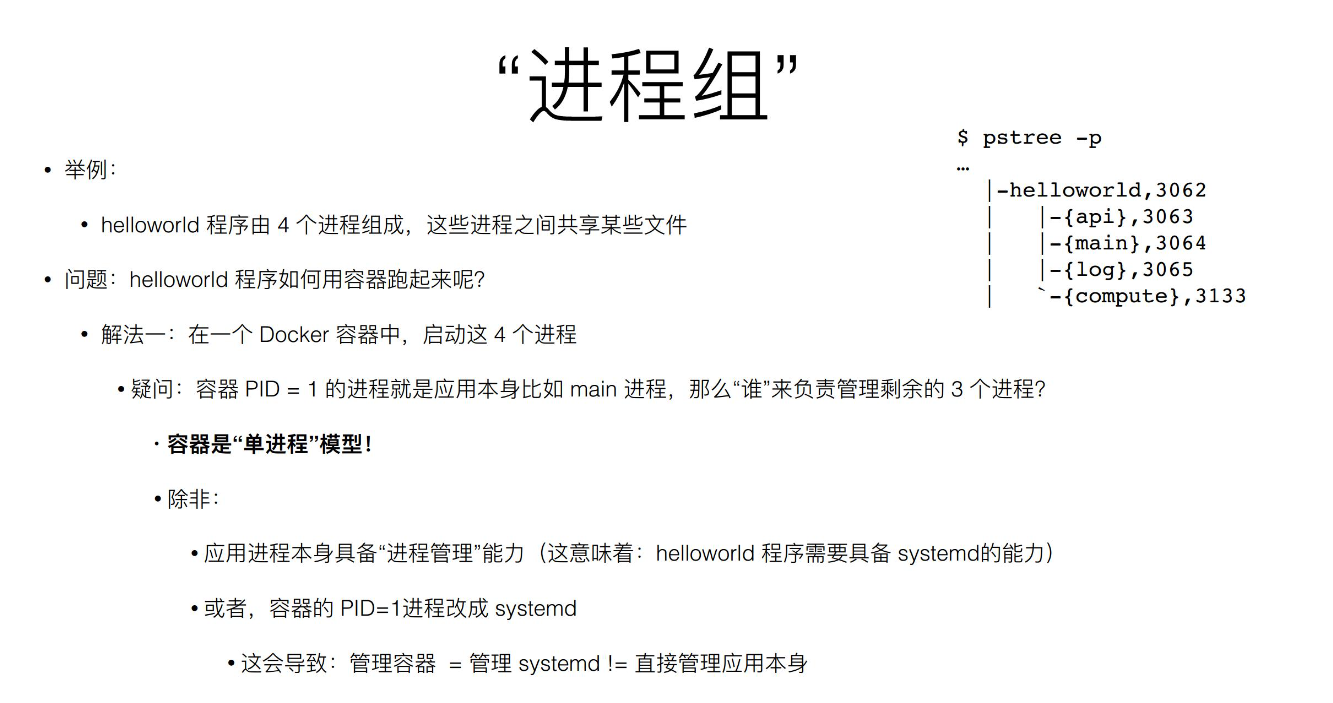 “进程组”
$ pstree -p
…
|-helloworld,3062
|   |-{api},3063
|   |-{main},3064
|   |-{log},3065
|   `-{compute},3133
• 举例：
• helloworld 程序由 4 个进程组成，这些进程之间共享某些文件
• 问题：helloworld 程序如何用容器跑起来呢？
• 解法一：在一个 Docker 容器中，启动这 4 个进程
• 疑问：容器 PID = 1 的进程就是应用本身比如 main 进程，那么“谁”来负责管理剩余的 3 个进程？
· 容器是“单进程”模型！
• 除非：
• 应用进程本身具备“进程管理”能力（这意味着：helloworld 程序需要具备 systemd的能力）
• 或者，容器的 PID=1进程改成 systemd
• 这会导致：管理容器 = 管理 systemd != 直接管理应用本身